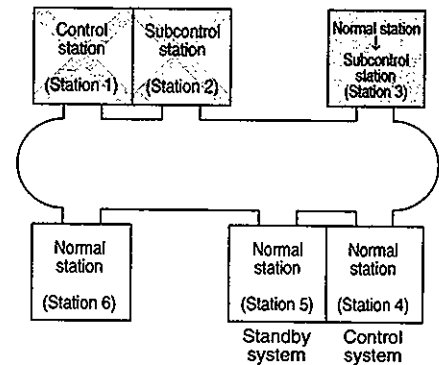 Control
station
(Station 1)
Subcontrol
station
(Station 2)
Normal station
↓
Subcontrol
station
(Station 3)
Normal
station
(Station 6)
Normal
station
(Station 5)
Normal
station
(Station 4)
Standby
system
Control
system